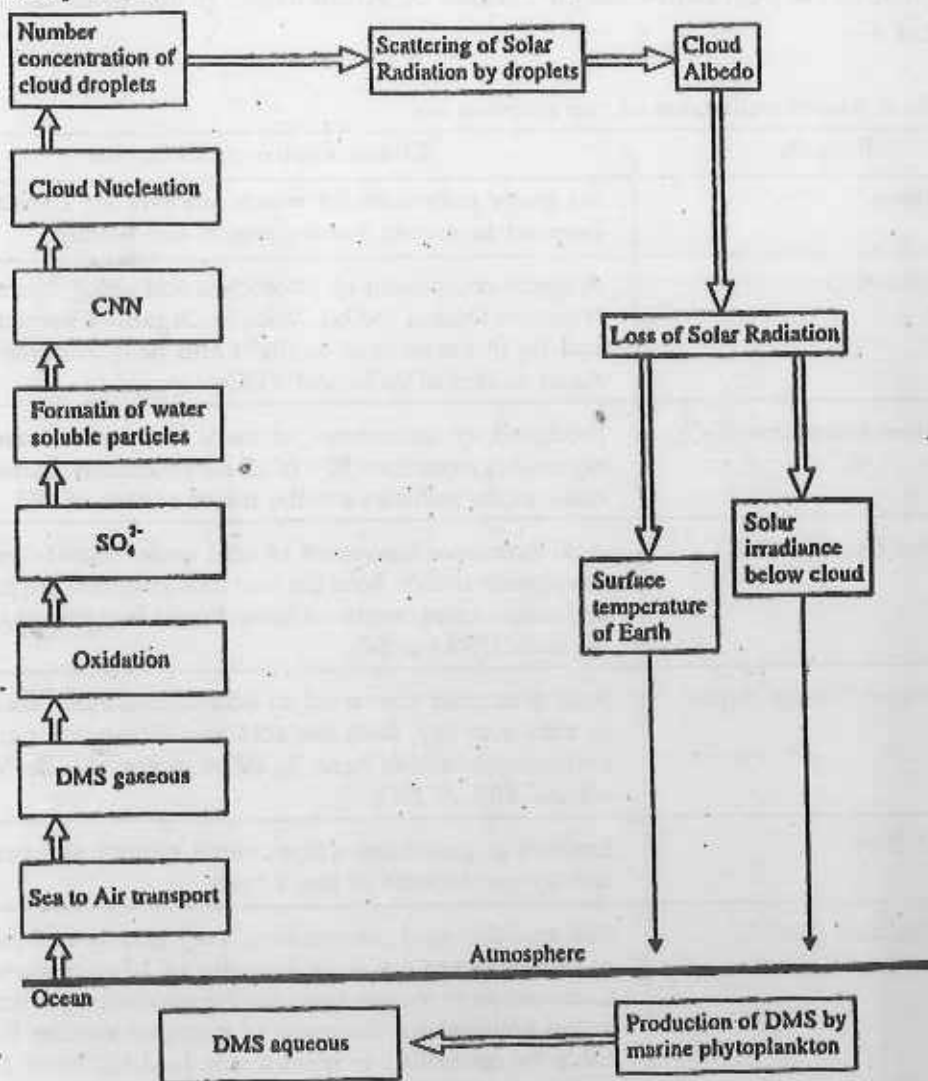 Number
concentration of
cloud droplets
Scattering of Solar
Radiation by droplets
Cloud
Albedo
Cloud Nucleation
CNN
Loss of Solar Radiation
Formatin of water
soluble particles
SO₄²⁻
Solar
irradiance
below cloud
Surface
temperature
of Earth
Oxidation
DMS gaseous
Sea to Air transport
Atmosphere
Ocean
DMS aqueous
Production of DMS by
marine phytoplankton